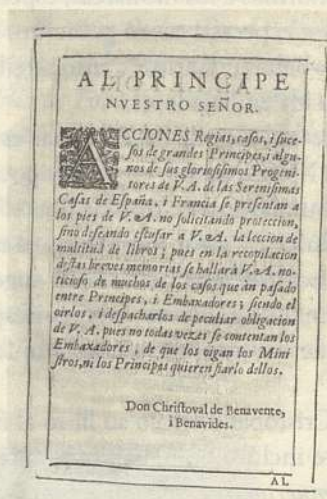 AL PRINCIPE
NVESTRO SEÑOR.
ACCIONES Regias, casos, i suce-
sos de grandes Principes, i algu-
nos de sus gloriosissimos Progeni-
tores de V. A. de las Serenissimas
Casas de España, i Francia se presentan a
los pies de V. A. no solicitando proteccion,
sino deseando escusar a V. A. la leccion de
multitud de libros; pues en la recopilacion
destas breves memorias se hallarà V. A. no-
ticioso de muchos de los casos que àn pasado
entre Principes, i Embaxadores; siendo el
oirlos, i despacharlos de peculiar obligacion
de V. A. pues no todas vezes se contentan los
Embaxadores, de que los oigan los Mini
stros, ni los Principes quieren fiarlo dellos.
Don Christoval de Benavente,
i Benavides.
AL